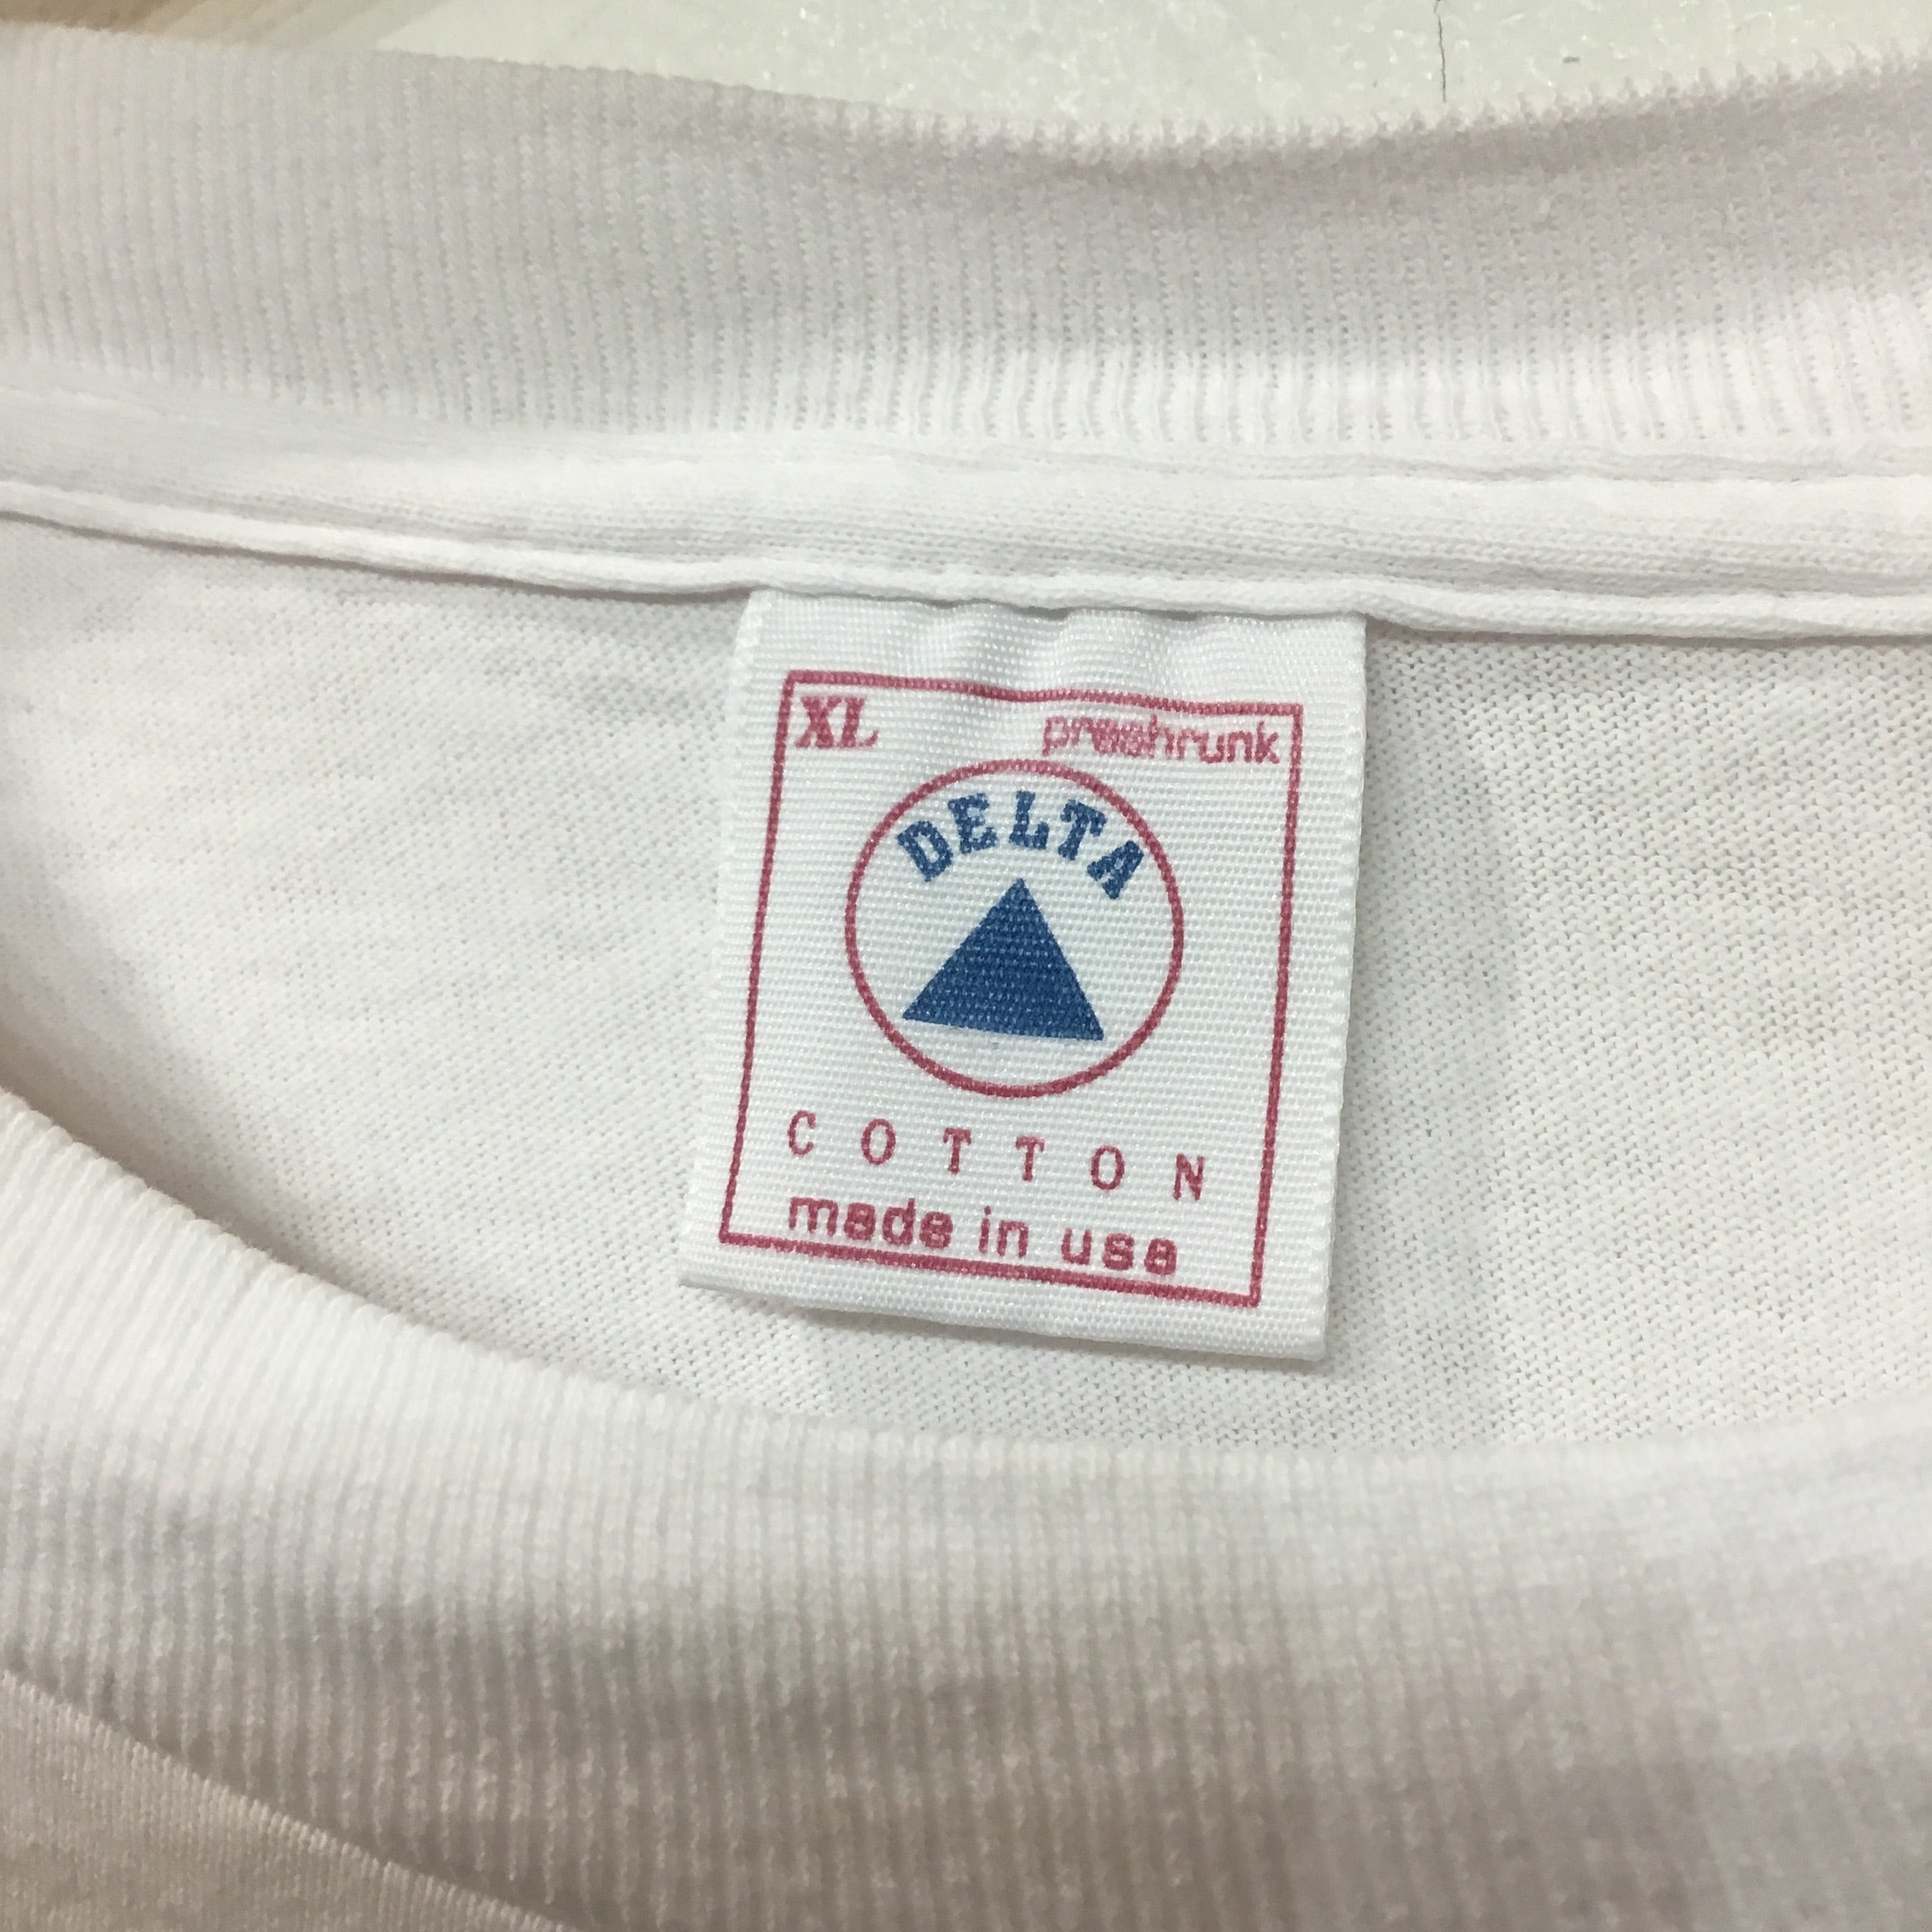 XL preshrunk
DELTA
COTTON
made in usa